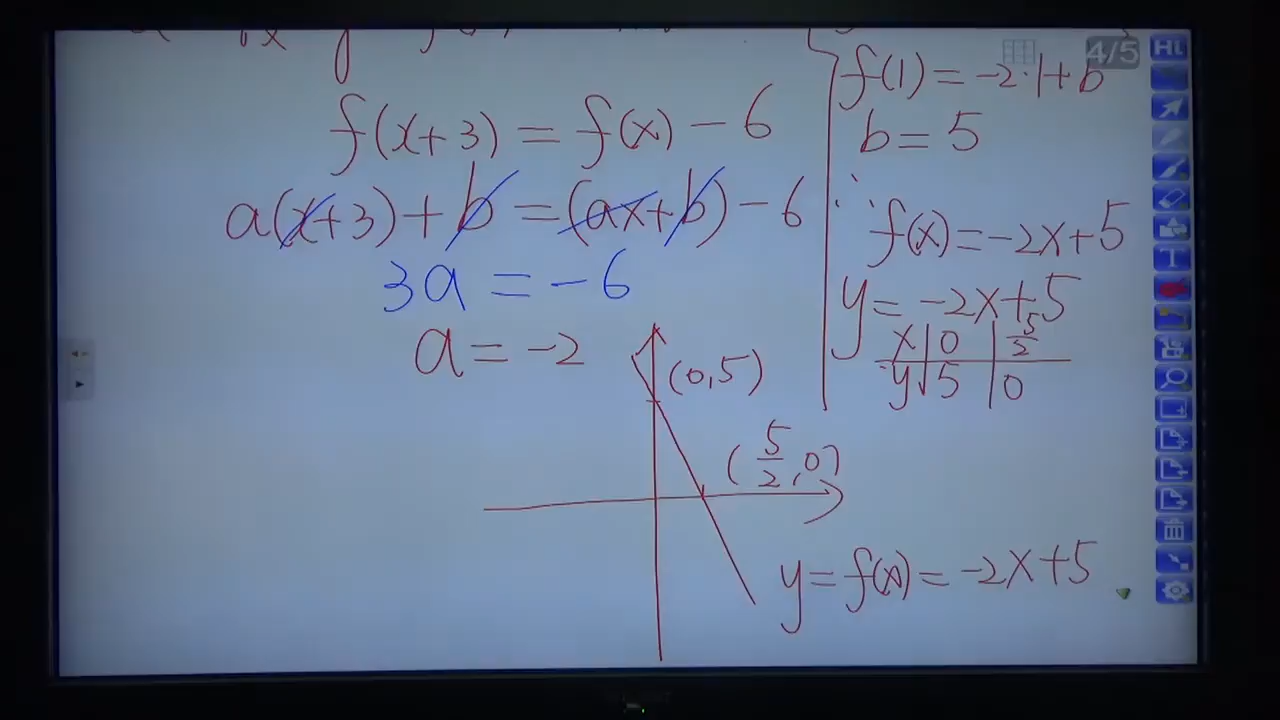 f(x+3) = f(x) - 6
a(x+3) + b = (ax+b) - 6
3a = -6
a = -2
(0,5)
(5/2,0)
y = f(x) = -2x+5
4/5
f(1) = -2·1+b
b = 5
∴ f(x) = -2x+5
y = -2x+5
x | 0 | 5/2
y | 5 | 0
HL
T